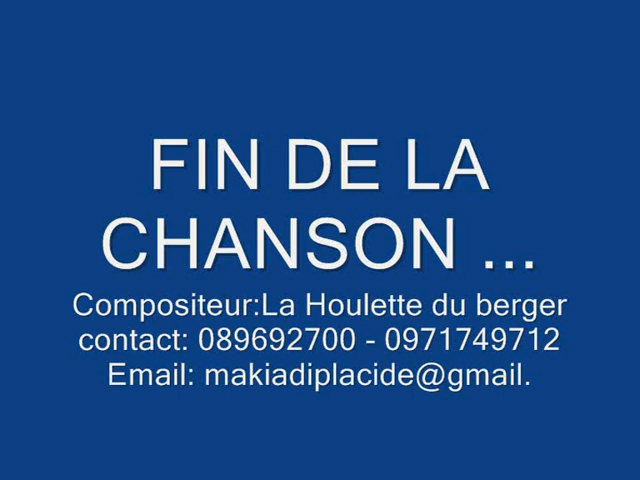 FIN DE LA
CHANSON ...
Compositeur:La Houlette du berger
contact: 089692700 - 0971749712
Email: makiadiplacide@gmail.